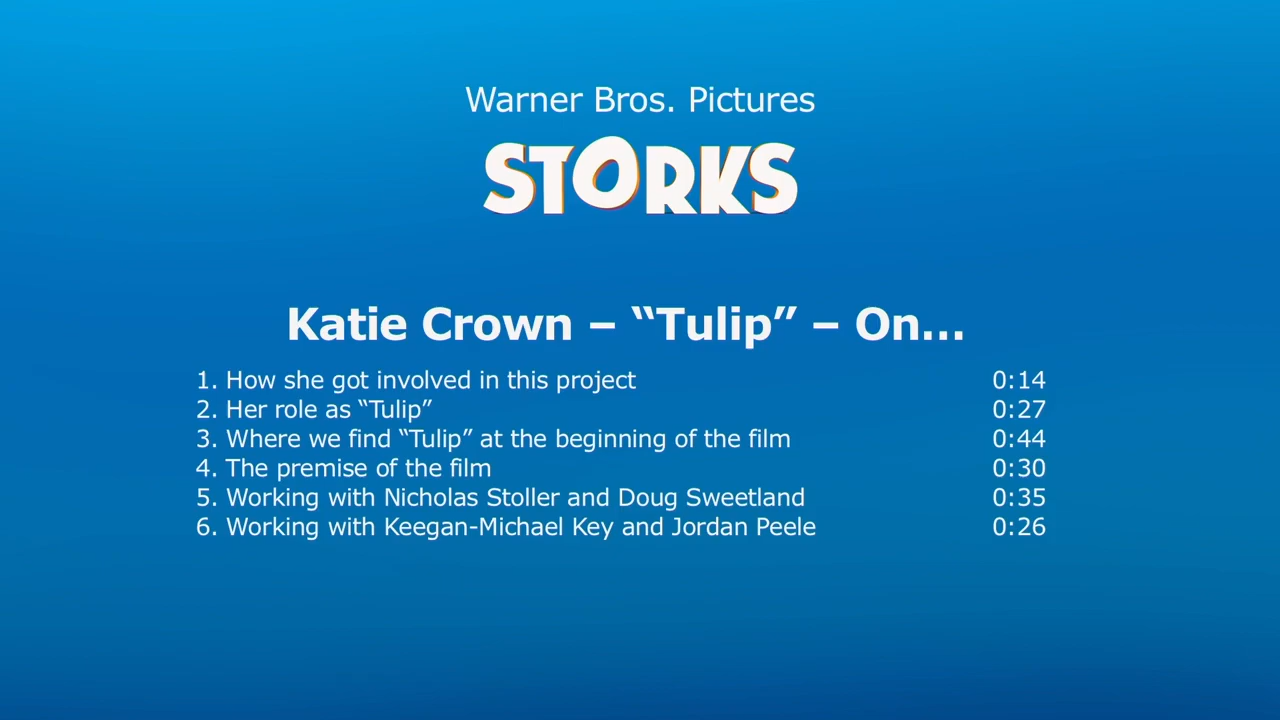 Warner Bros. Pictures
STORKS
Katie Crown – “Tulip” – On...
1. How she got involved in this project 0:14
2. Her role as “Tulip” 0:27
3. Where we find “Tulip” at the beginning of the film 0:44
4. The premise of the film 0:30
5. Working with Nicholas Stoller and Doug Sweetland 0:35
6. Working with Keegan-Michael Key and Jordan Peele 0:26